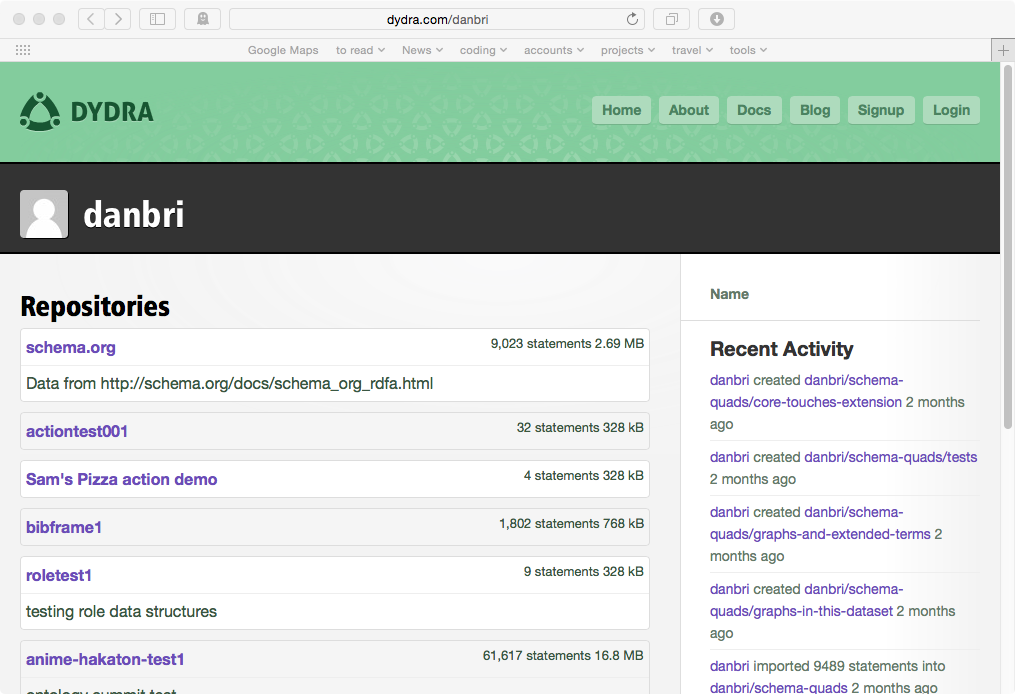 dydra.com/danbri
Google Maps to read News coding accounts projects travel tools
DYDRA
Home About Docs Blog Signup Login
danbri
Repositories
schema.org 9,023 statements 2.69 MB
Data from http://schema.org/docs/schema_org_rdfa.html
actiontest001 32 statements 328 kB
Sam's Pizza action demo 4 statements 328 kB
bibframe1 1,802 statements 768 kB
roletest1 9 statements 328 kB
testing role data structures
anime-hakaton-test1 61,617 statements 16.8 MB
ontology summit test
Name
Recent Activity
danbri created danbri/schema-
quads/core-touches-extension 2 months
ago
danbri created danbri/schema-quads/tests
2 months ago
danbri created danbri/schema-
quads/graphs-and-extended-terms 2
months ago
danbri created danbri/schema-
quads/graphs-in-this-dataset 2 months
ago
danbri imported 9489 statements into
danbri/schema-quads 2 months ago